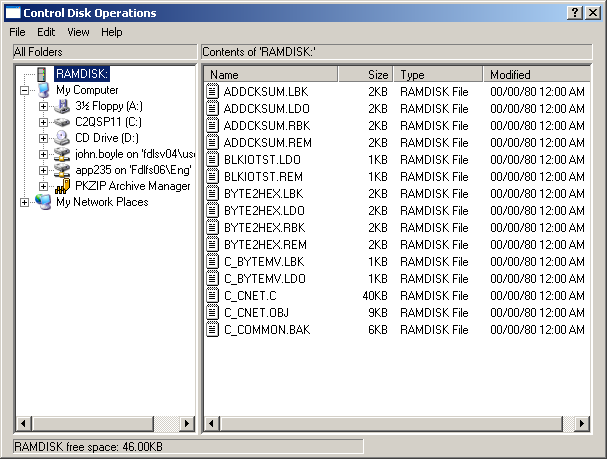 Control Disk Operations
File Edit View Help
All Folders
Contents of 'RAMDISK:'
RAMDISK:
My Computer
3½ Floppy (A:)
C2QSP11 (C:)
CD Drive (D:)
john.boyle on 'fdlsv04\use
app235 on 'Fdlfs06\Eng'
PKZIP Archive Manager
My Network Places
Name Size Type Modified
ADDCKSUM.LBK 2KB RAMDISK File 00/00/80 12:00 AM
ADDCKSUM.LDO 2KB RAMDISK File 00/00/80 12:00 AM
ADDCKSUM.RBK 2KB RAMDISK File 00/00/80 12:00 AM
ADDCKSUM.REM 2KB RAMDISK File 00/00/80 12:00 AM
BLKIOTST.LDO 1KB RAMDISK File 00/00/80 12:00 AM
BLKIOTST.REM 1KB RAMDISK File 00/00/80 12:00 AM
BYTE2HEX.LBK 2KB RAMDISK File 00/00/80 12:00 AM
BYTE2HEX.LDO 2KB RAMDISK File 00/00/80 12:00 AM
BYTE2HEX.RBK 2KB RAMDISK File 00/00/80 12:00 AM
BYTE2HEX.REM 2KB RAMDISK File 00/00/80 12:00 AM
C_BYTEMV.LBK 1KB RAMDISK File 00/00/80 12:00 AM
C_BYTEMV.LDO 1KB RAMDISK File 00/00/80 12:00 AM
C_CNET.C 40KB RAMDISK File 00/00/80 12:00 AM
C_CNET.OBJ 9KB RAMDISK File 00/00/80 12:00 AM
C_COMMON.BAK 6KB RAMDISK File 00/00/80 12:00 AM
RAMDISK free space: 46.00KB